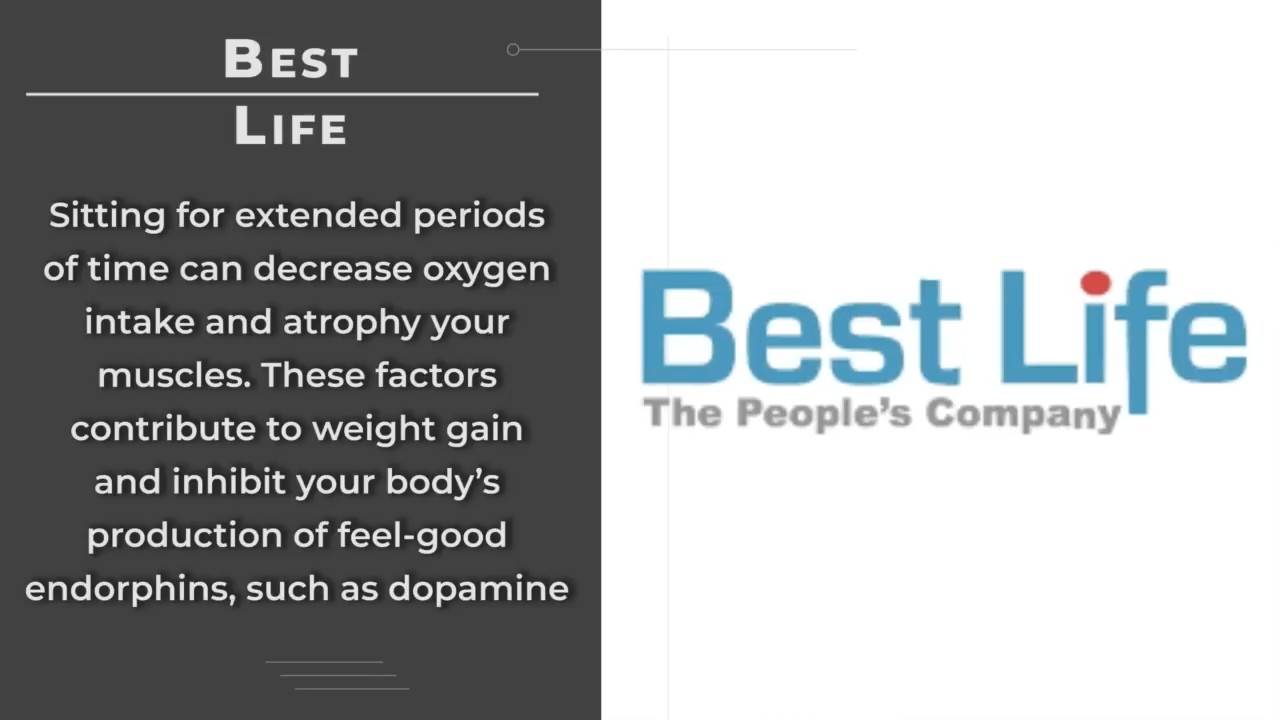 Best
Life
Sitting for extended periods
of time can decrease oxygen
intake and atrophy your
muscles. These factors
contribute to weight gain
and inhibit your body’s
production of feel-good
endorphins, such as dopamine
Best Life
The People’s Company